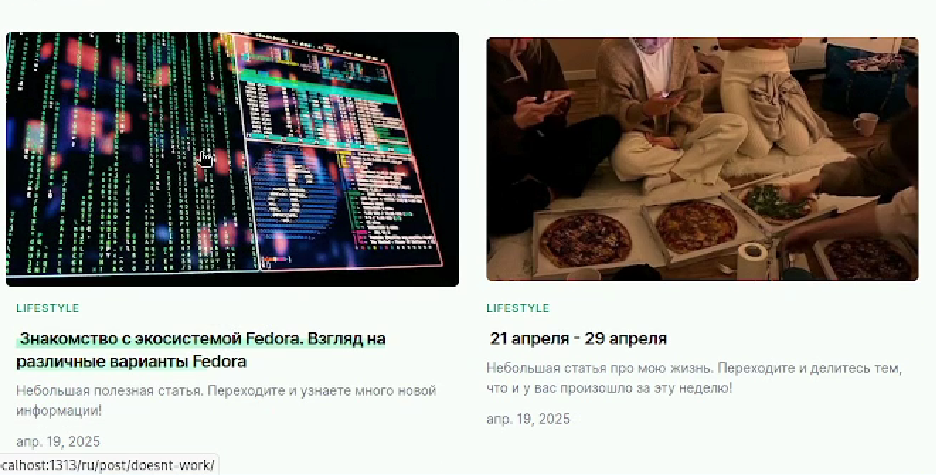 LIFESTYLE
Знакомство с экосистемой Fedora. Взгляд на
различные варианты Fedora
Небольшая полезная статья. Переходите и узнаете много новой
информации!
апр. 19, 2025
LIFESTYLE
21 апреля - 29 апреля
Небольшая статья про мою жизнь. Переходите и делитесь тем,
что и у вас произошло за эту неделю!
апр. 19, 2025
calhost:1313/ru/post/doesnt-work/